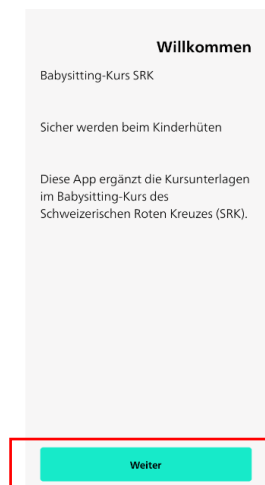 Willkommen
Babysitting-Kurs SRK
Sicher werden beim Kinderhüten
Diese App ergänzt die Kursunterlagen
im Babysitting-Kurs des
Schweizerischen Roten Kreuzes (SRK).
Weiter